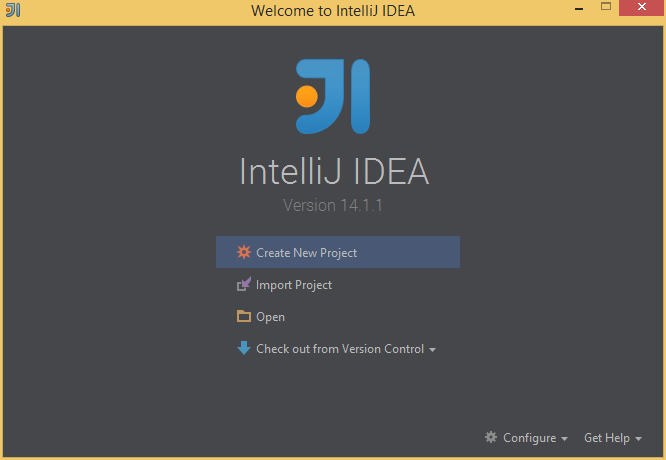 Welcome to IntelliJ IDEA
IntelliJ IDEA
Version 14.1.1
Create New Project
Import Project
Open
Check out from Version Control
Configure
Get Help